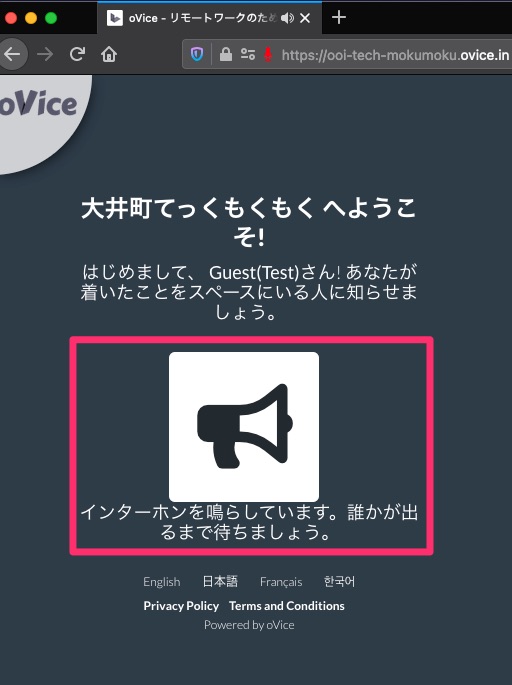 oVice - リモートワークのため
https://ooi-tech-mokumoku.ovice.in
oVice
大井町てっくもくもく へようこ
そ!
はじめまして、 Guest(Test)さん! あなたが
着いたことをスペースにいる人に知らせま
しょう。
インターホンを鳴らしています。誰かが出
るまで待ちましょう。
English 日本語 Français 한국어
Privacy Policy Terms and Conditions
Powered by oVice